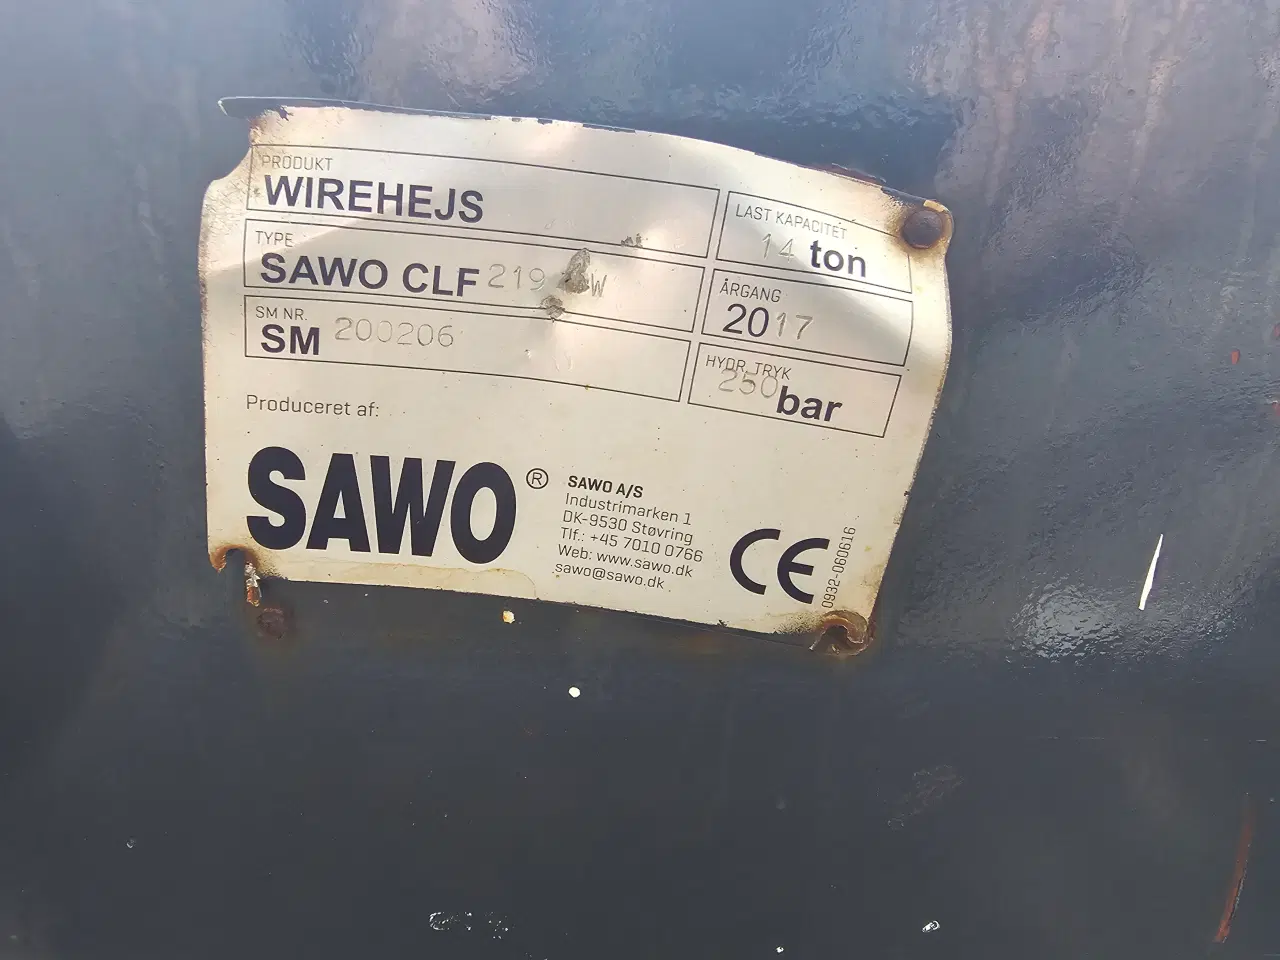 PRODUKT
WIREHEJS
TYPE
SAWO CLF 219
SM NR.
SM 200206
LAST KAPACITET
14 ton
ÅRGANG
2017
HYDR. TRYK
250 bar
Produceret af:
SAWO®
SAWO A/S
Industrimarken 1
DK-9530 Støvring
Tlf.: +45 7010 0766
Web: www.sawo.dk
sawo@sawo.dk
CE
0932-060616